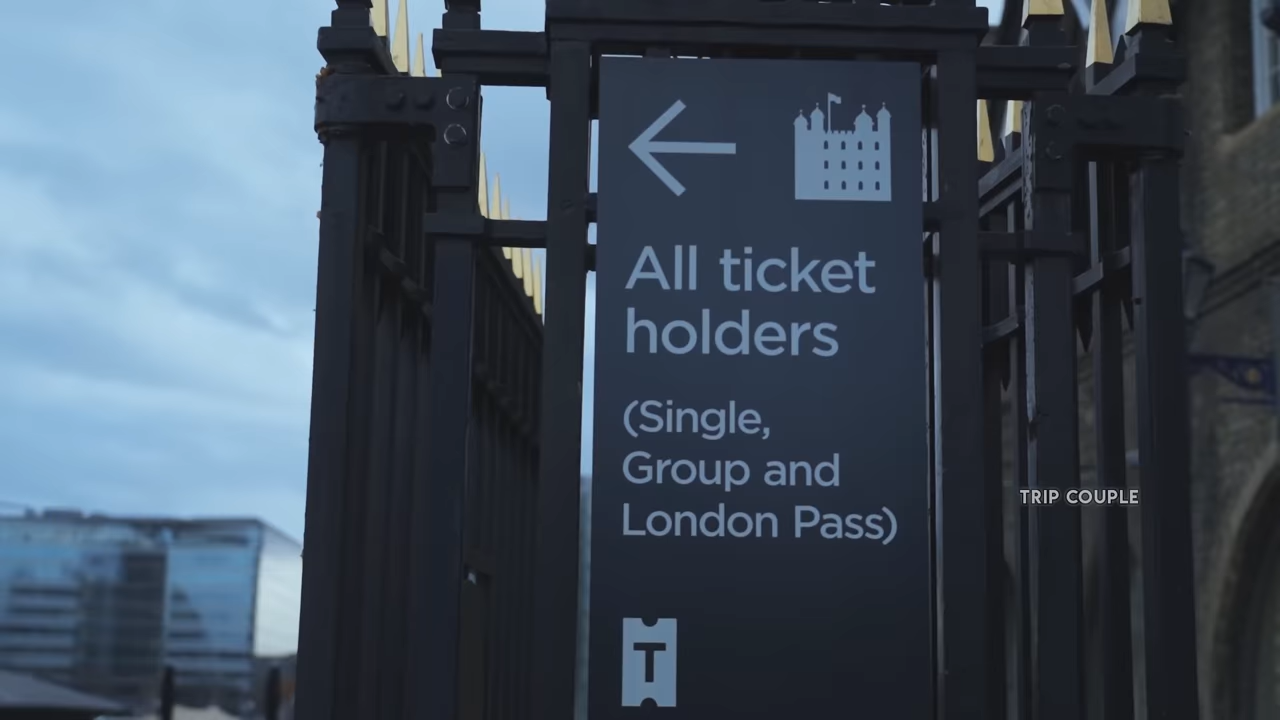 All ticket
holders
(Single,
Group and
London Pass)
TRIP COUPLE
T